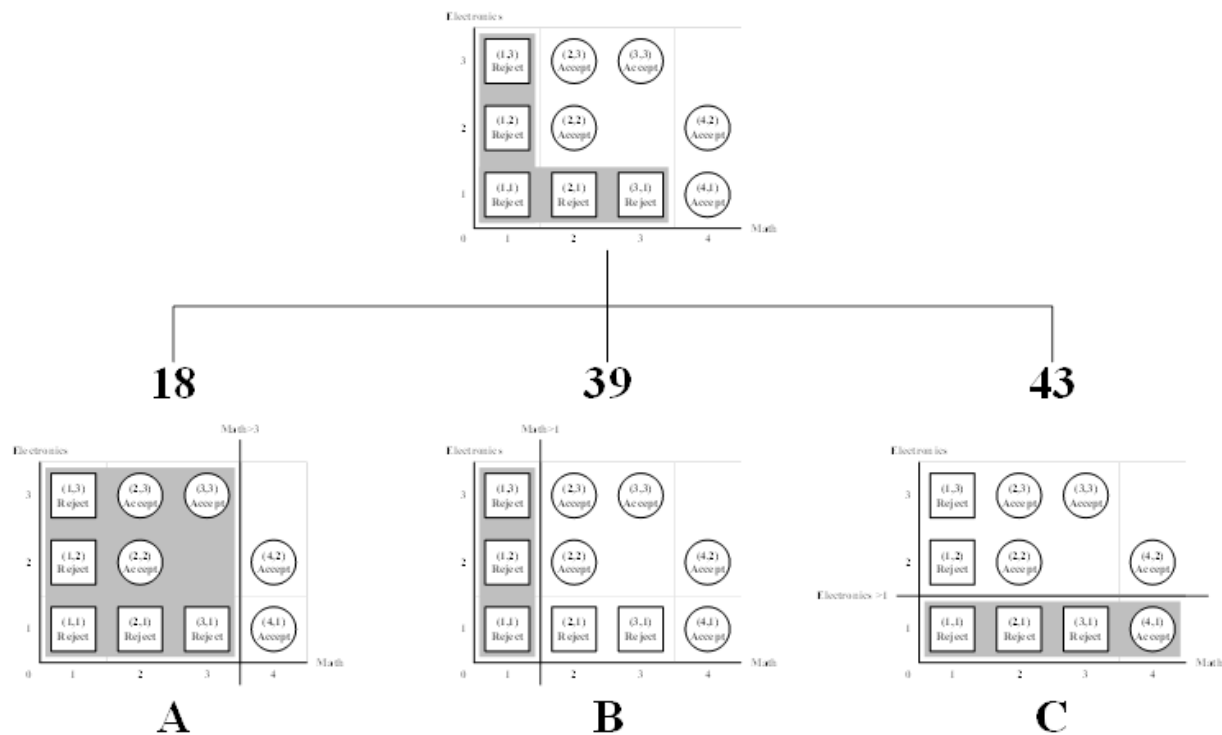 Electronics
3 (1,3) Reject (2,3) Accept (3,3) Accept
2 (1,2) Reject (2,2) Accept (4,2) Accept
1 (1,1) Reject (2,1) Reject (3,1) Reject (4,1) Accept
0 1 2 3 4 Math
18 39 43
Math>3
Electronics
3 (1,3) Reject (2,3) Accept (3,3) Accept
2 (1,2) Reject (2,2) Accept (4,2) Accept
1 (1,1) Reject (2,1) Reject (3,1) Reject (4,1) Accept
0 1 2 3 4 Math
A
Math>1
Electronics
3 (1,3) Reject (2,3) Accept (3,3) Accept
2 (1,2) Reject (2,2) Accept (4,2) Accept
1 (1,1) Reject (2,1) Reject (3,1) Reject (4,1) Accept
0 1 2 3 4 Math
B
Electronics
3 (1,3) Reject (2,3) Accept (3,3) Accept
2 (1,2) Reject (2,2) Accept (4,2) Accept
Electronics >1
1 (1,1) Reject (2,1) Reject (3,1) Reject (4,1) Accept
0 1 2 3 4 Math
C